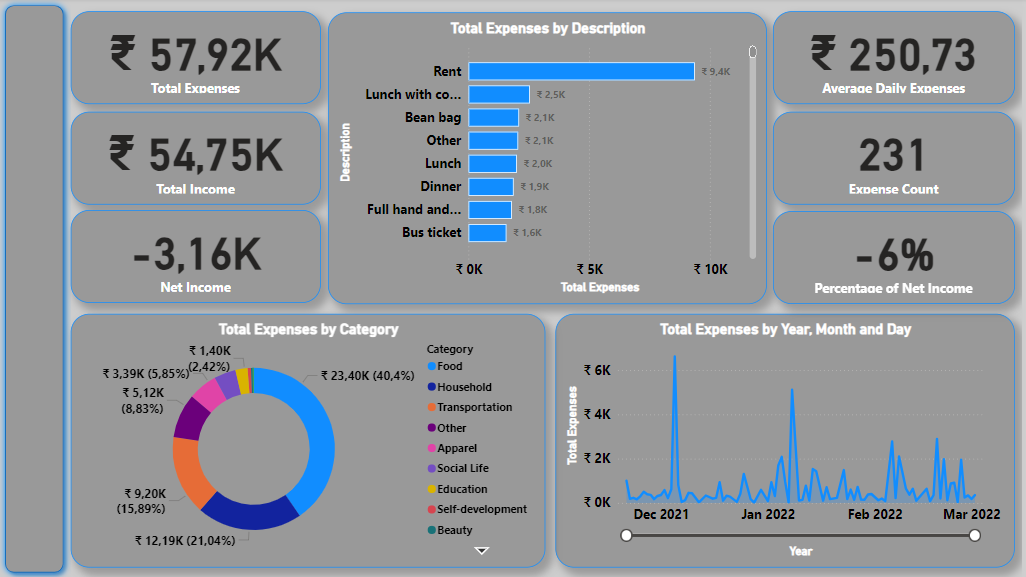 ₹ 57,92K
Total Expenses
₹ 54,75K
Total Income
-3,16K
Net Income
Total Expenses by Description
Description
Rent
₹ 9,4K
Lunch with co...
₹ 2,5K
Bean bag
₹ 2,1K
Other
₹ 2,1K
Lunch
₹ 2,0K
Dinner
₹ 1,9K
Full hand and...
₹ 1,8K
Bus ticket
₹ 1,6K
₹ 0K
₹ 5K
₹ 10K
Total Expenses
₹ 250,73
Average Daily Expenses
231
Expense Count
-6%
Percentage of Net Income
Total Expenses by Category
₹ 1,40K
(2,42%)
₹ 3,39K (5,85%)
₹ 5,12K
(8,83%)
₹ 9,20K
(15,89%)
₹ 12,19K (21,04%)
₹ 23,40K (40,4%)
Category
Food
Household
Transportation
Other
Apparel
Social Life
Education
Self-development
Beauty
Total Expenses by Year, Month and Day
Total Expenses
₹ 6K
₹ 4K
₹ 2K
₹ 0K
Dec 2021
Jan 2022
Feb 2022
Mar 2022
Year